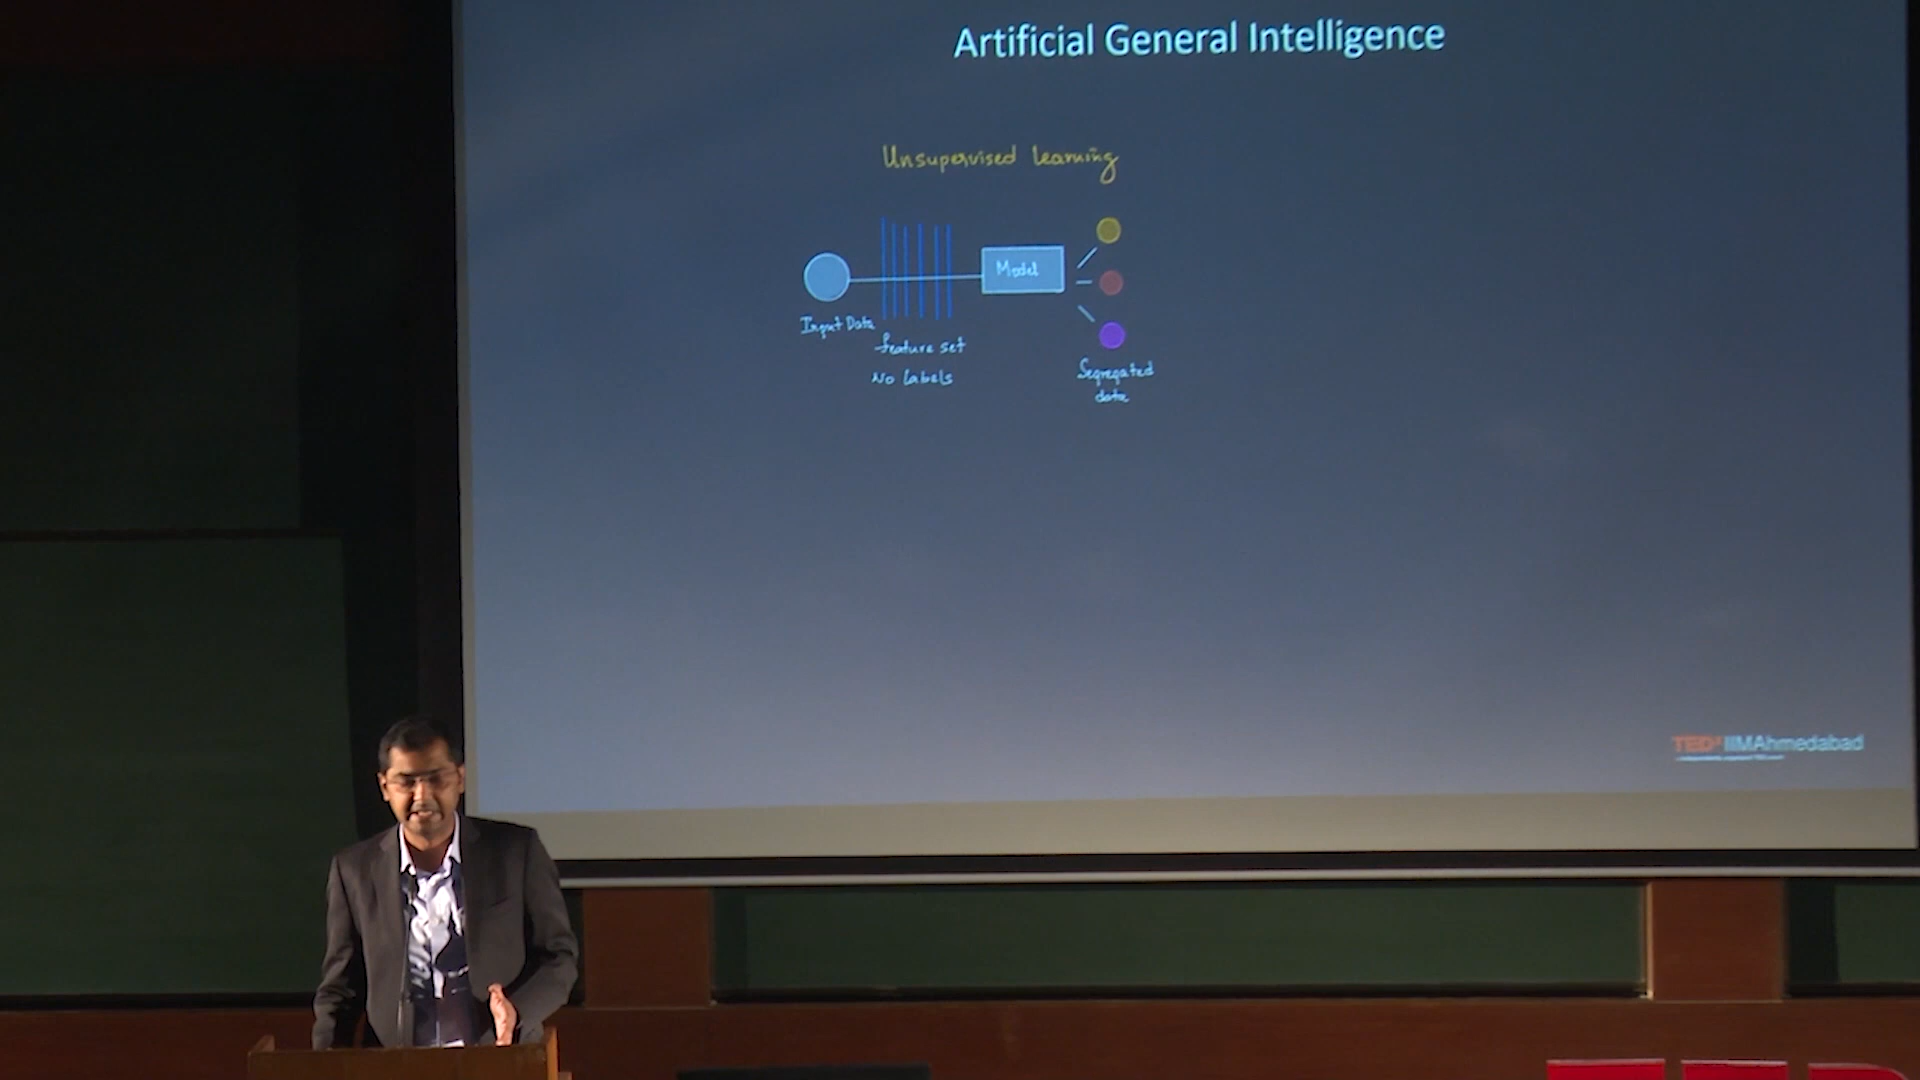 Artificial General Intelligence
Unsupervised learning
Model
Input Data
feature set
No labels
Segregated
data
TEDxIIMAhmedabad